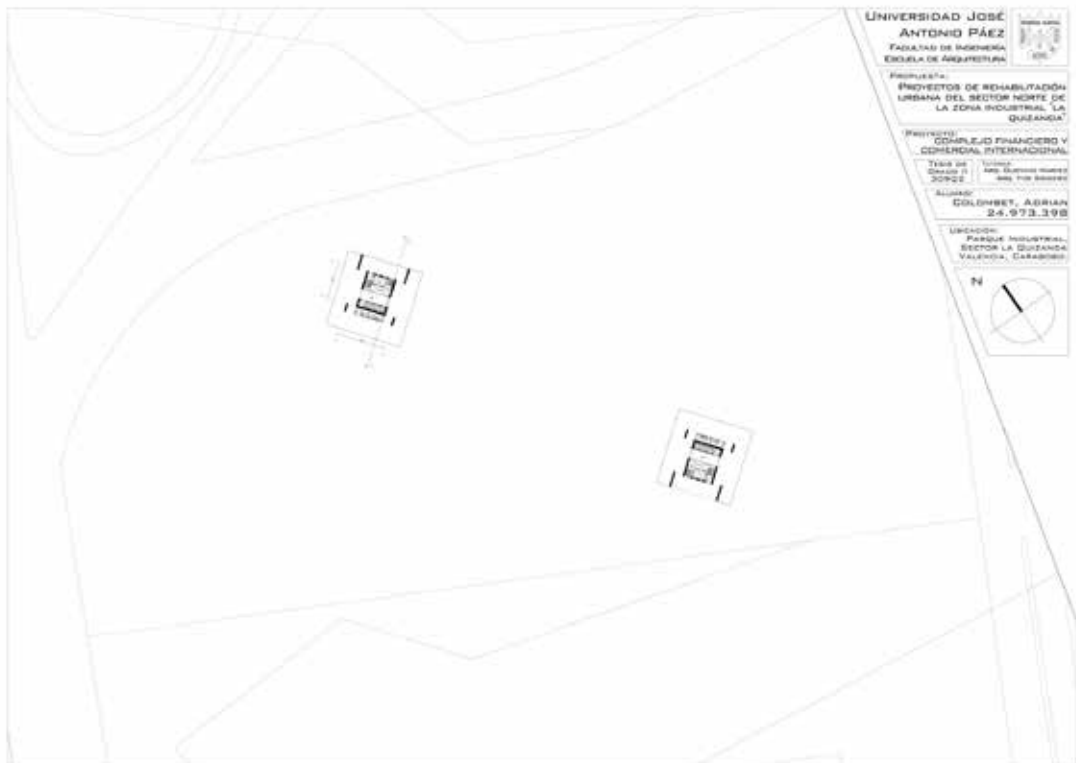 UNIVERSIDAD JOSÉ
ANTONIO PÁEZ
FACULTAD DE INGENIERÍA
ESCUELA DE ARQUITECTURA
PROPUESTA:
PROYECTOS DE REHABILITACIÓN
URBANA DEL SECTOR NORTE DE
LA ZONA INDUSTRIAL "LA
QUIZANDA"
PROYECTO:
COMPLEJO FINANCIERO Y
COMERCIAL INTERNACIONAL
TESIS DE
GRADO II
ALUMNO:
COLOMBET, ADRIAN
24.973.398
UBICACIÓN:
PARQUE INDUSTRIAL,
SECTOR LA QUIZANDA
VALENCIA, CARABOBO.
N